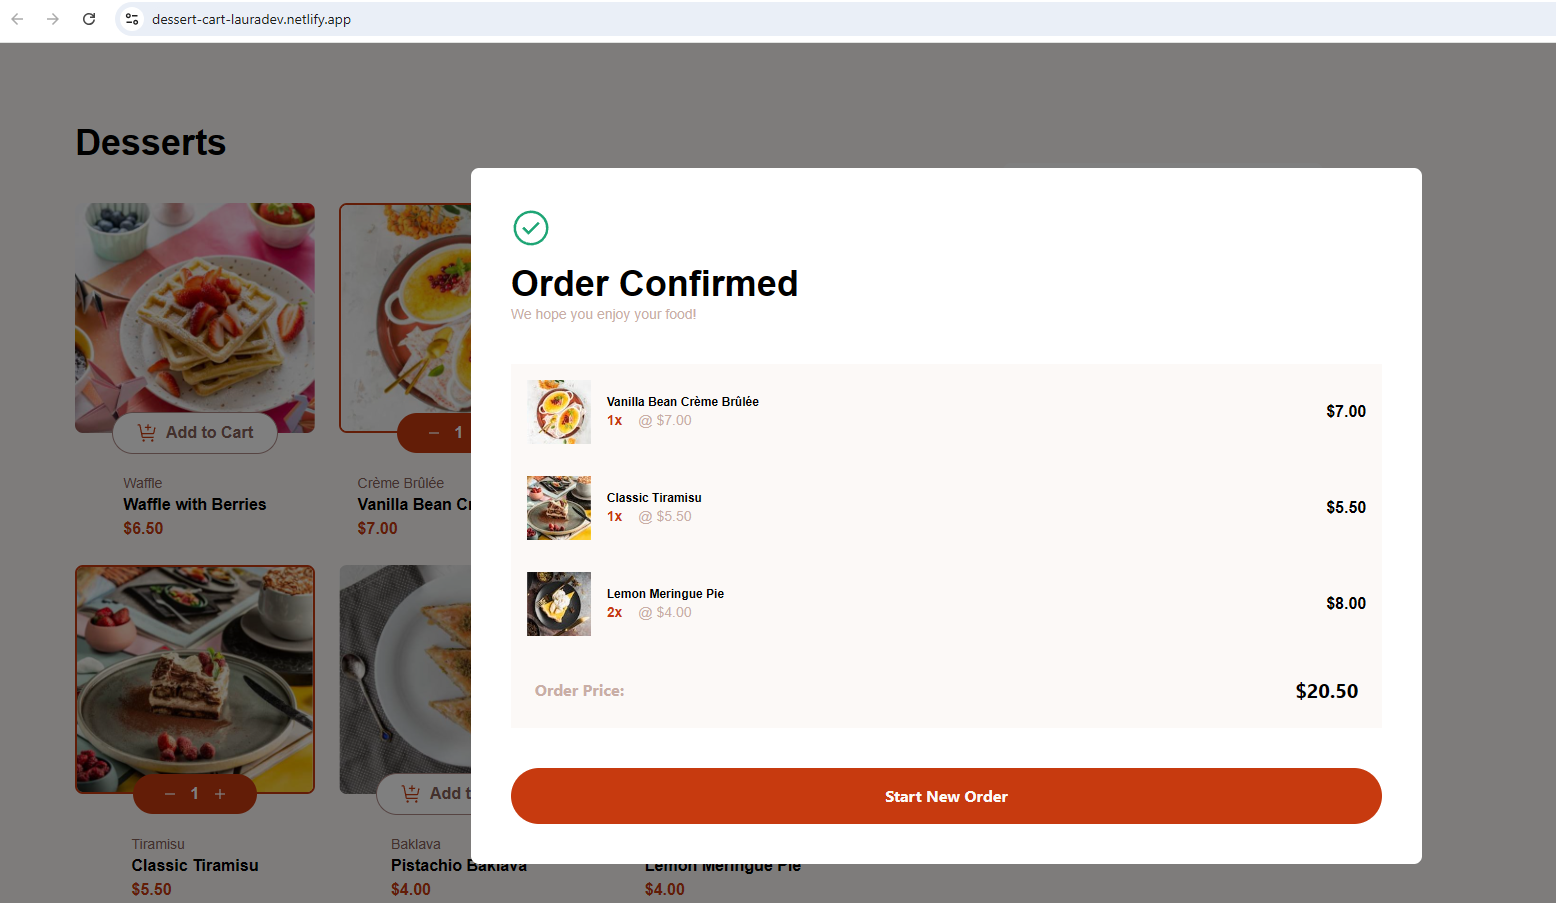 dessert-cart-lauradev.netlify.app
Desserts
Add to Cart
Waffle
Waffle with Berries
$6.50
1
Crème Brûlée
Vanilla Bean Cr
$7.00
1
Tiramisu
Classic Tiramisu
$5.50
Add t
Baklava
Pistachio Baklava
$4.00
Lemon Meringue Pie
$4.00
Order Confirmed
We hope you enjoy your food!
Vanilla Bean Crème Brûlée
1x @ $7.00
$7.00
Classic Tiramisu
1x @ $5.50
$5.50
Lemon Meringue Pie
2x @ $4.00
$8.00
Order Price: $20.50
Start New Order